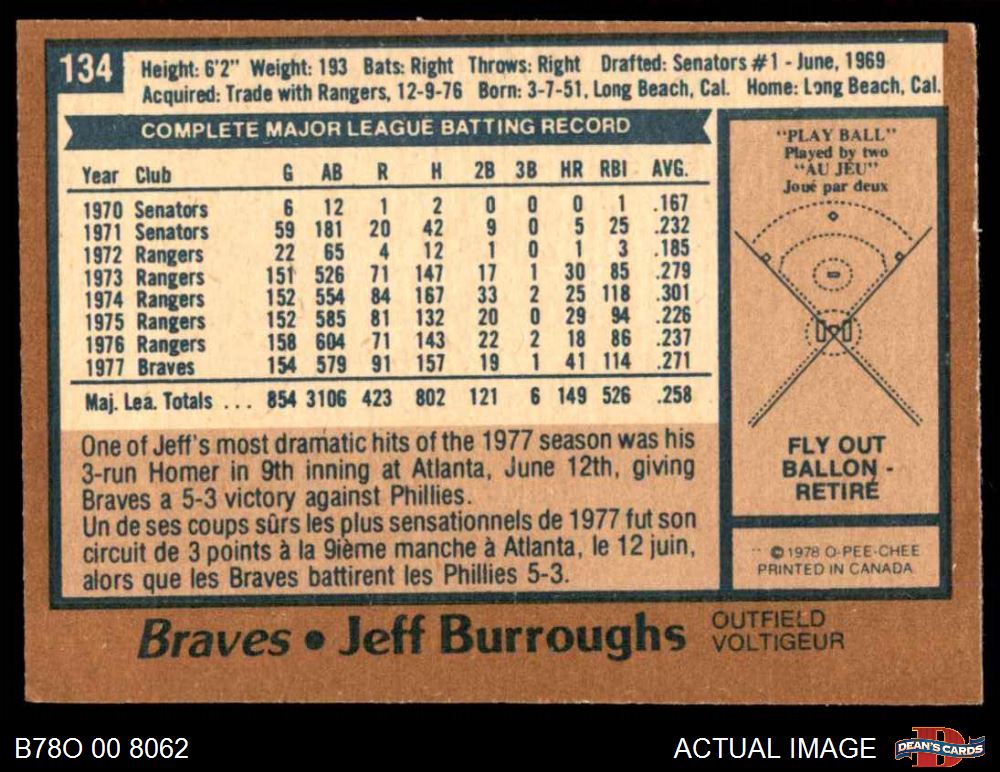 134
Height: 6'2" Weight: 193 Bats: Right Throws: Right Drafted: Senators #1 - June, 1969
Acquired: Trade with Rangers, 12-9-76 Born: 3-7-51, Long Beach, Cal. Home: Long Beach, Cal.
COMPLETE MAJOR LEAGUE BATTING RECORD
Year Club G AB R H 2B 3B HR RBI AVG.
1970 Senators 6 12 1 2 0 0 0 1 .167
1971 Senators 59 181 20 42 9 0 5 25 .232
1972 Rangers 22 65 4 12 1 0 1 3 .185
1973 Rangers 151 526 71 147 17 1 30 85 .279
1974 Rangers 152 554 84 167 33 2 25 118 .301
1975 Rangers 152 585 81 132 20 0 29 94 .226
1976 Rangers 158 604 71 143 22 2 18 86 .237
1977 Braves 154 579 91 157 19 1 41 114 .271
Maj. Lea. Totals ... 854 3106 423 802 121 6 149 526 .258
One of Jeff's most dramatic hits of the 1977 season was his
3-run Homer in 9th inning at Atlanta, June 12th, giving
Braves a 5-3 victory against Phillies.
Un de ses coups sûrs les plus sensationnels de 1977 fut son
circuit de 3 points à la 9ième manche à Atlanta, le 12 juin,
alors que les Braves battirent les Phillies 5-3.
"PLAY BALL"
Played by two
"AU JEU"
Joué par deux
FLY OUT
BALLON -
RETIRÉ
© 1978 O-PEE-CHEE
PRINTED IN CANADA
Braves • Jeff Burroughs
OUTFIELD
VOLTIGEUR
B78O 00 8062
ACTUAL IMAGE
D
DEAN'S CARDS